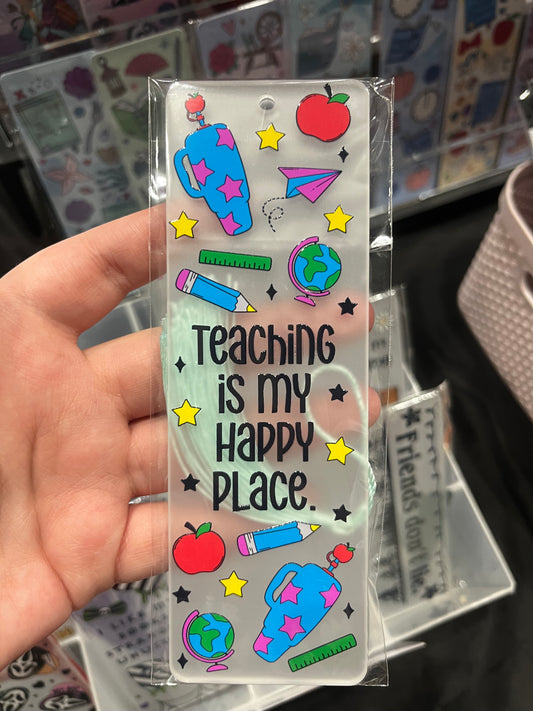 Teaching
is my
Happy
Place.
Friends don't lie